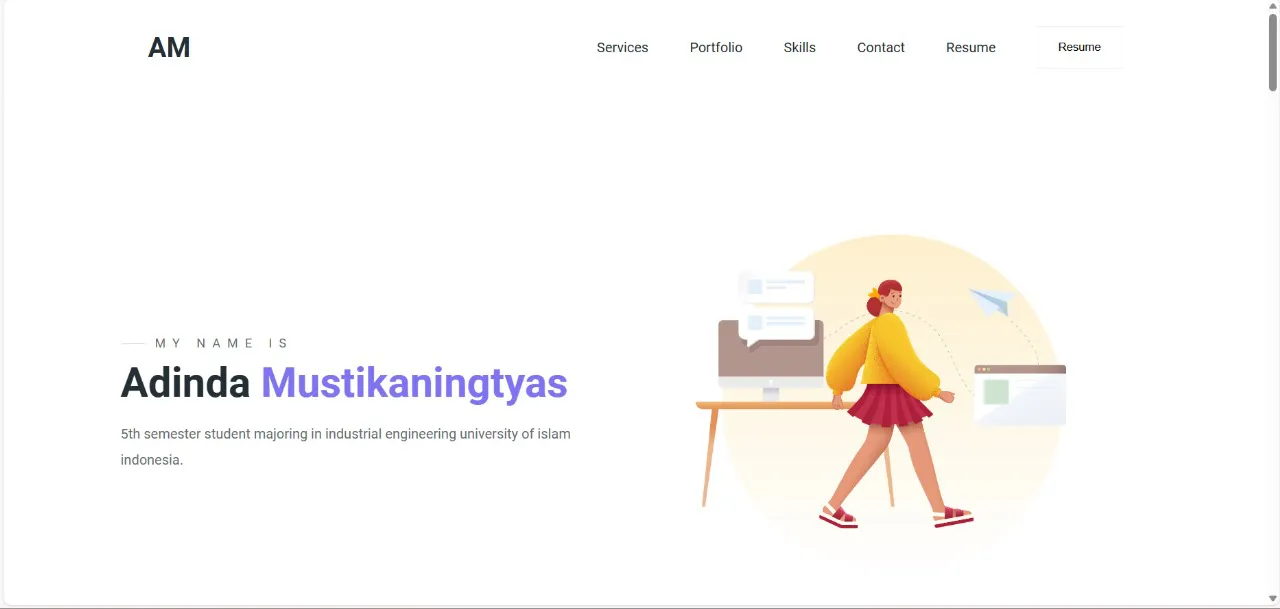 AM
Services
Portfolio
Skills
Contact
Resume
Resume
MY NAME IS
Adinda Mustikaningtyas
5th semester student majoring in industrial engineering university of islam
indonesia.